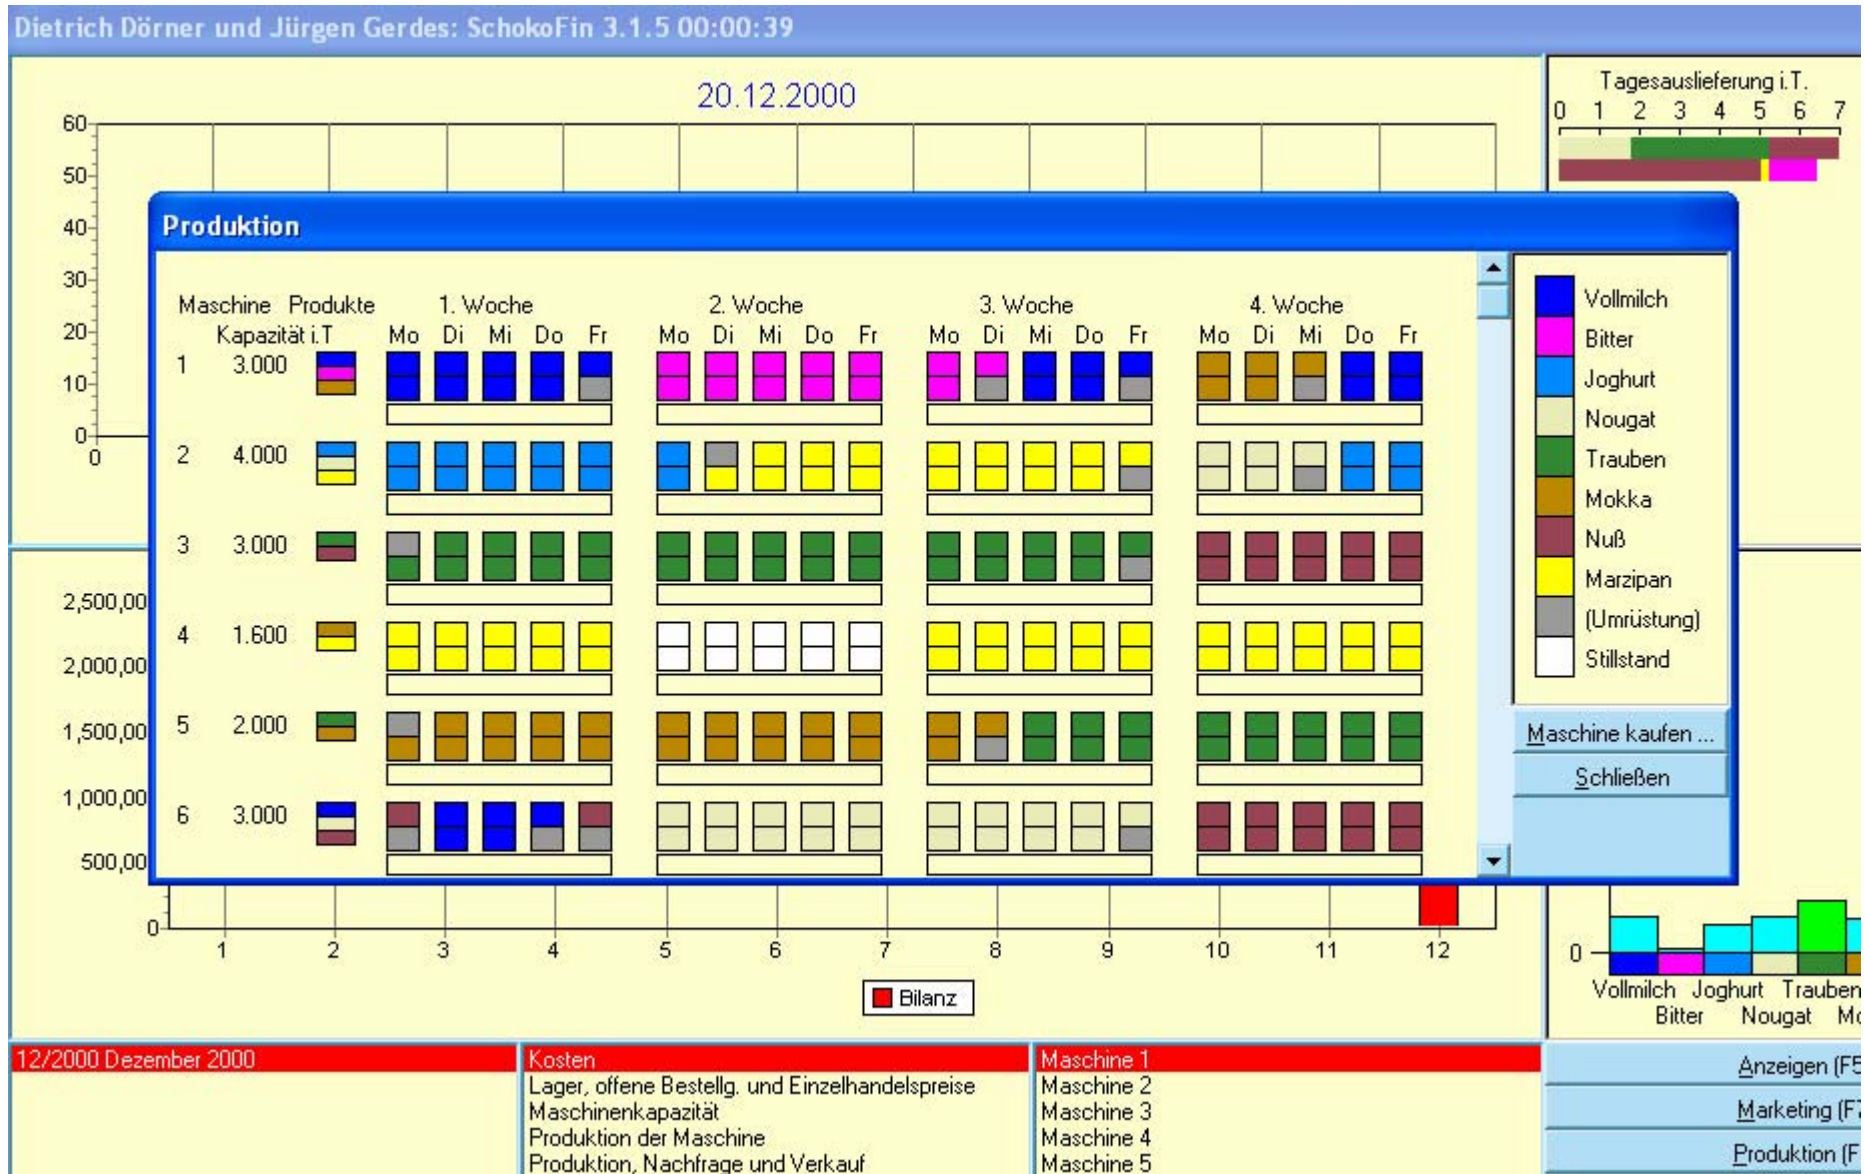 Dietrich Dörner und Jürgen Gerdes: SchokoFin 3.1.5 00:00:39
20.12.2000
60
50
40
30
20
10
0
0
Tagesauslieferung i.T.
0 1 2 3 4 5 6 7
Produktion
Maschine Produkte 1. Woche 2. Woche 3. Woche 4. Woche
Kapazität i.T Mo Di Mi Do Fr Mo Di Mi Do Fr Mo Di Mi Do Fr Mo Di Mi Do Fr
1 3.000
2 4.000
3 3.000
4 1.600
5 2.000
6 3.000
Vollmilch
Bitter
Joghurt
Nougat
Trauben
Mokka
Nuß
Marzipan
(Umrüstung)
Stillstand
Maschine kaufen ...
Schließen
2,500,00
2,000,00
1,500,00
1,000,00
500,00
0
1 2 3 4 5 6 7 8 9 10 11 12
Bilanz
0
Vollmilch Joghurt Trauben
Bitter Nougat Mo
12/2000 Dezember 2000
Kosten
Lager, offene Bestellg. und Einzelhandelspreise
Maschinenkapazität
Produktion der Maschine
Produktion, Nachfrage und Verkauf
Maschine 1
Maschine 2
Maschine 3
Maschine 4
Maschine 5
Anzeigen (F5
Marketing (F7
Produktion (F